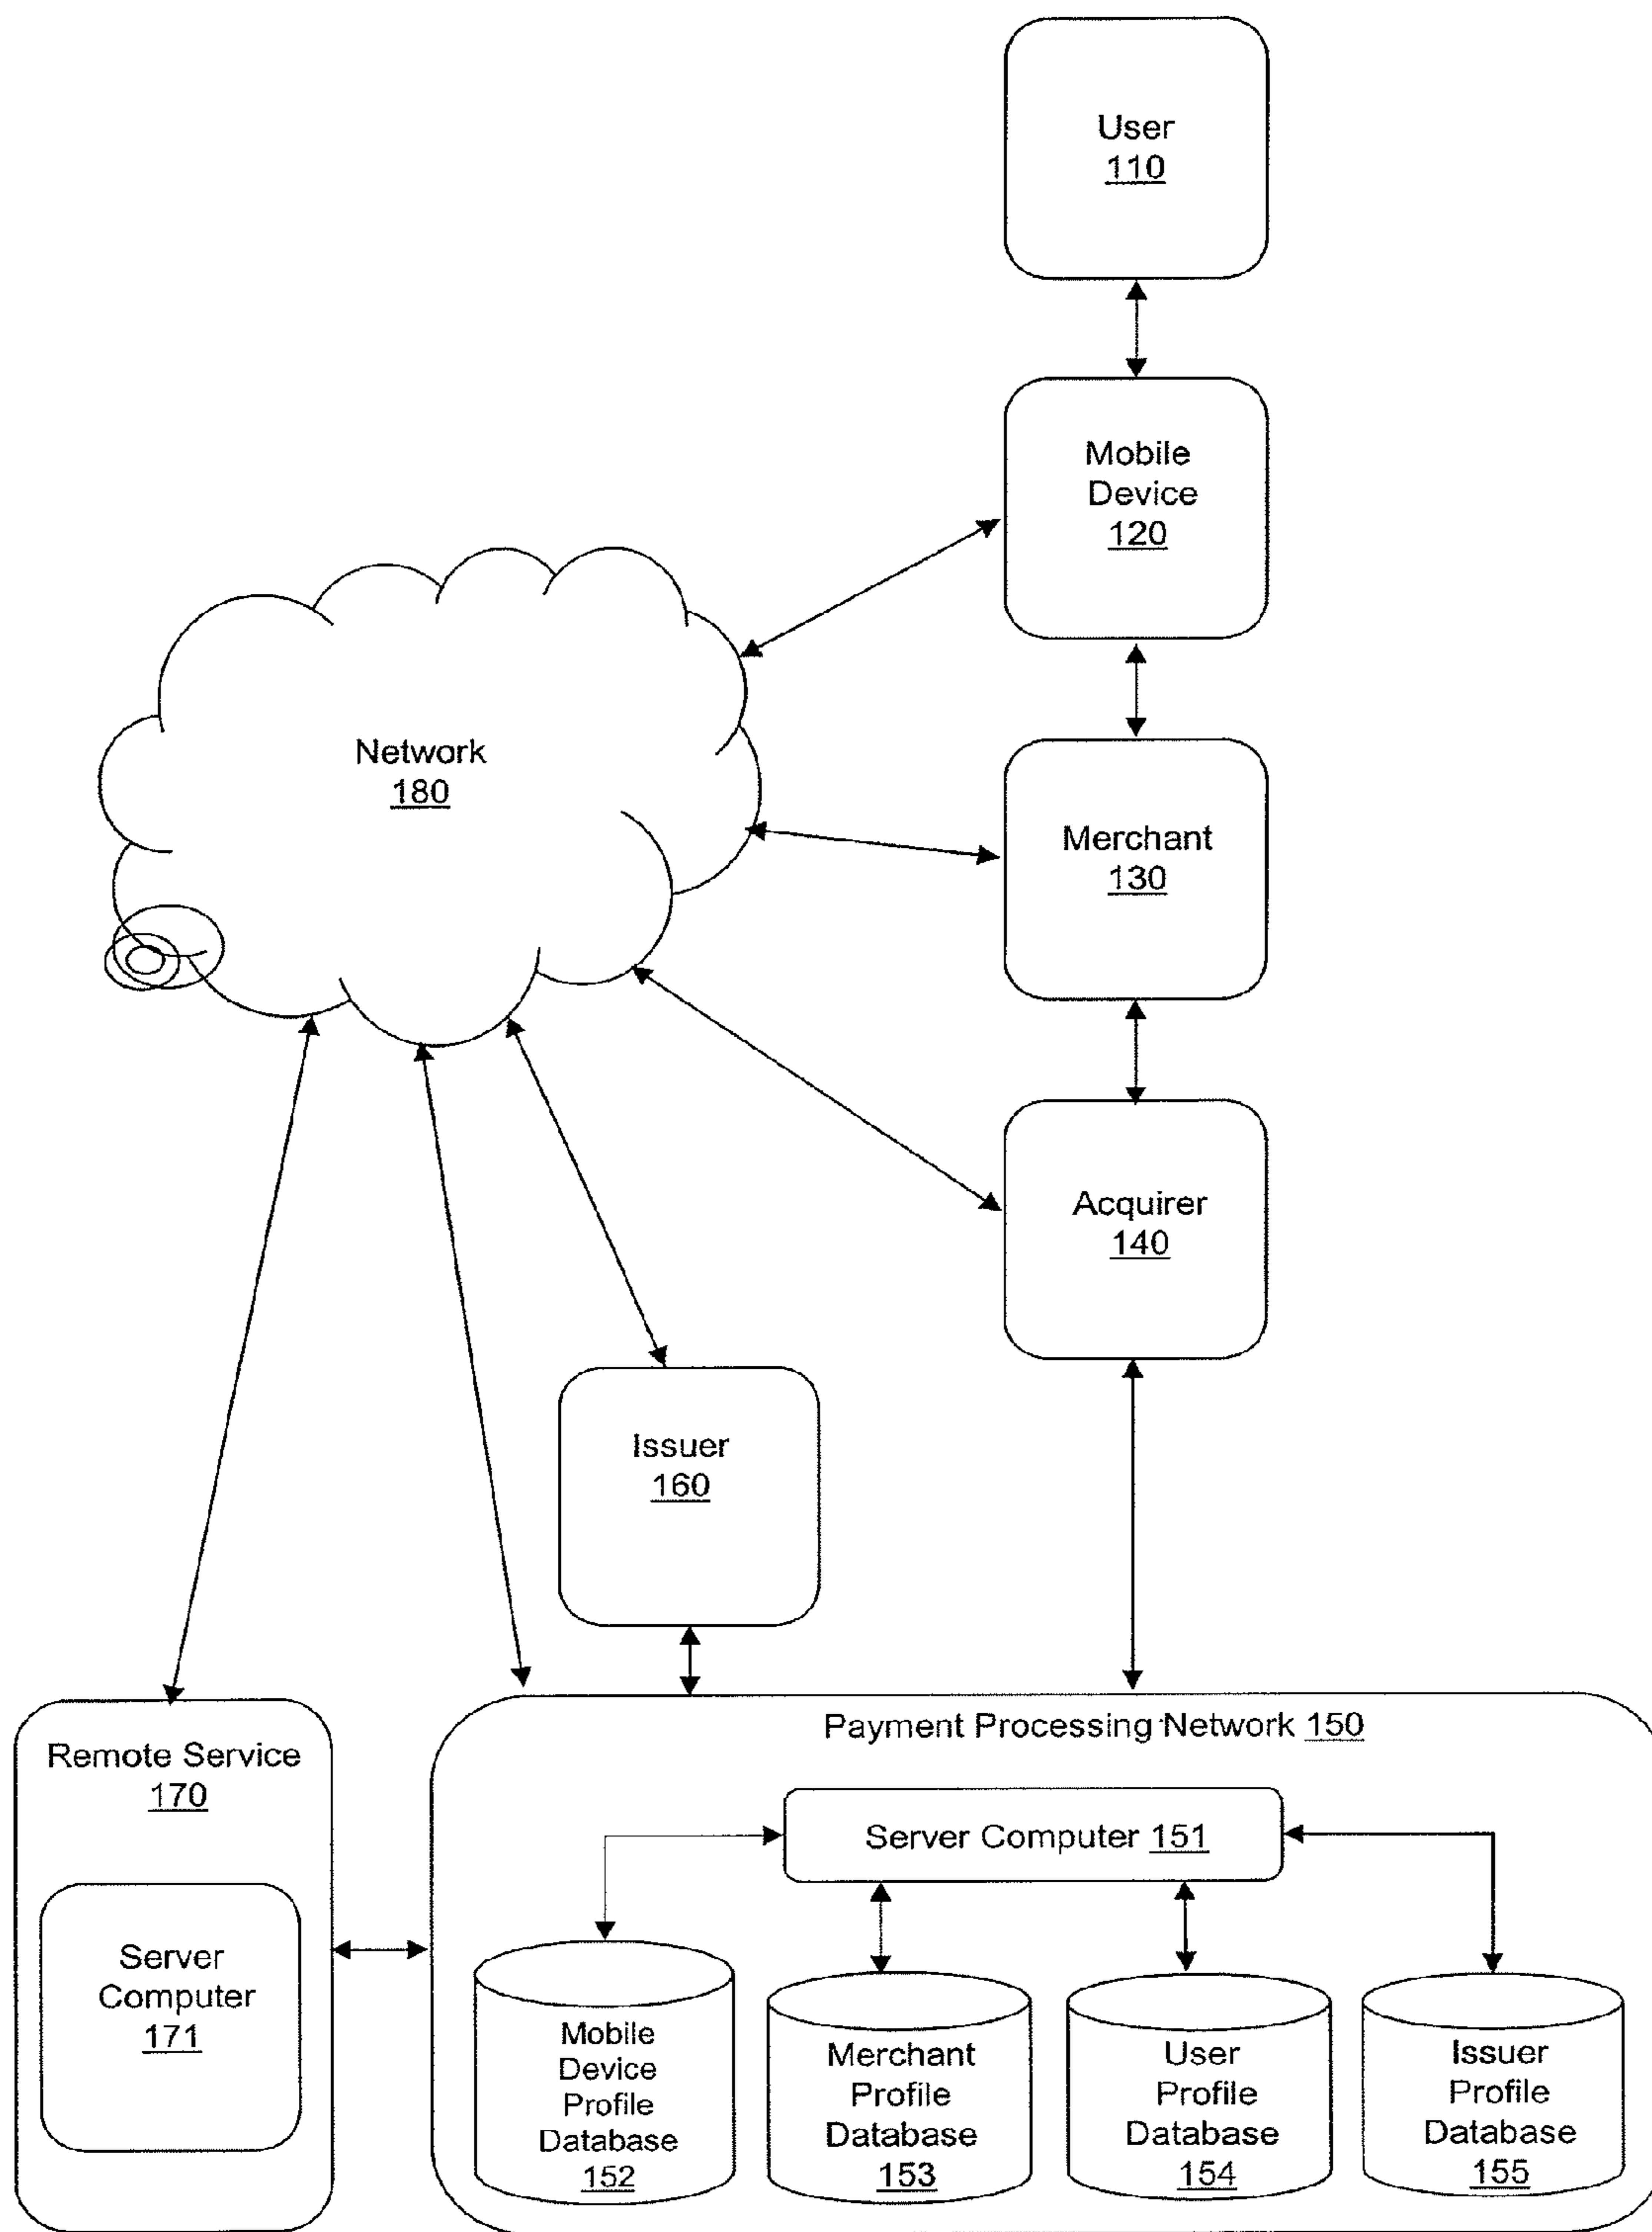 User
110
Mobile
Device
120
Network
180
Merchant
130
Acquirer
140
Issuer
160
Remote Service
170
Server
Computer
171
Payment Processing Network 150
Server Computer 151
Mobile
Device
Profile
Database
152
Merchant
Profile
Database
153
User
Profile
Database
154
Issuer
Profile
Database
155